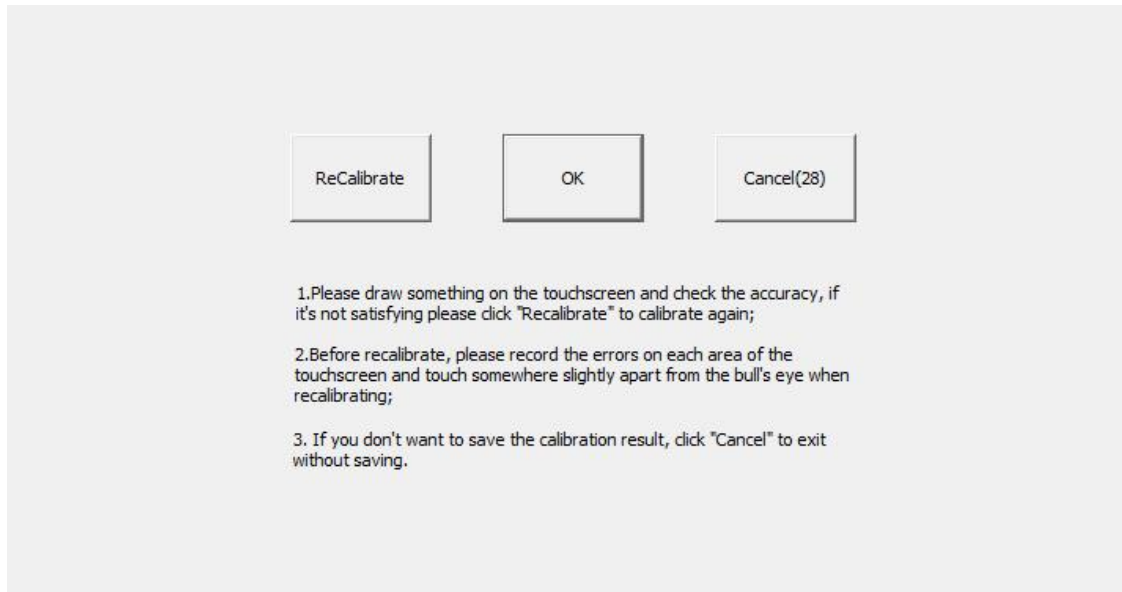 ReCalibrate
OK
Cancel(28)
1.Please draw something on the touchscreen and check the accuracy, if
it's not satisfying please click "Recalibrate" to calibrate again;
2.Before recalibrate, please record the errors on each area of the
touchscreen and touch somewhere slightly apart from the bull's eye when
recalibrating;
3. If you don't want to save the calibration result, click "Cancel" to exit
without saving.